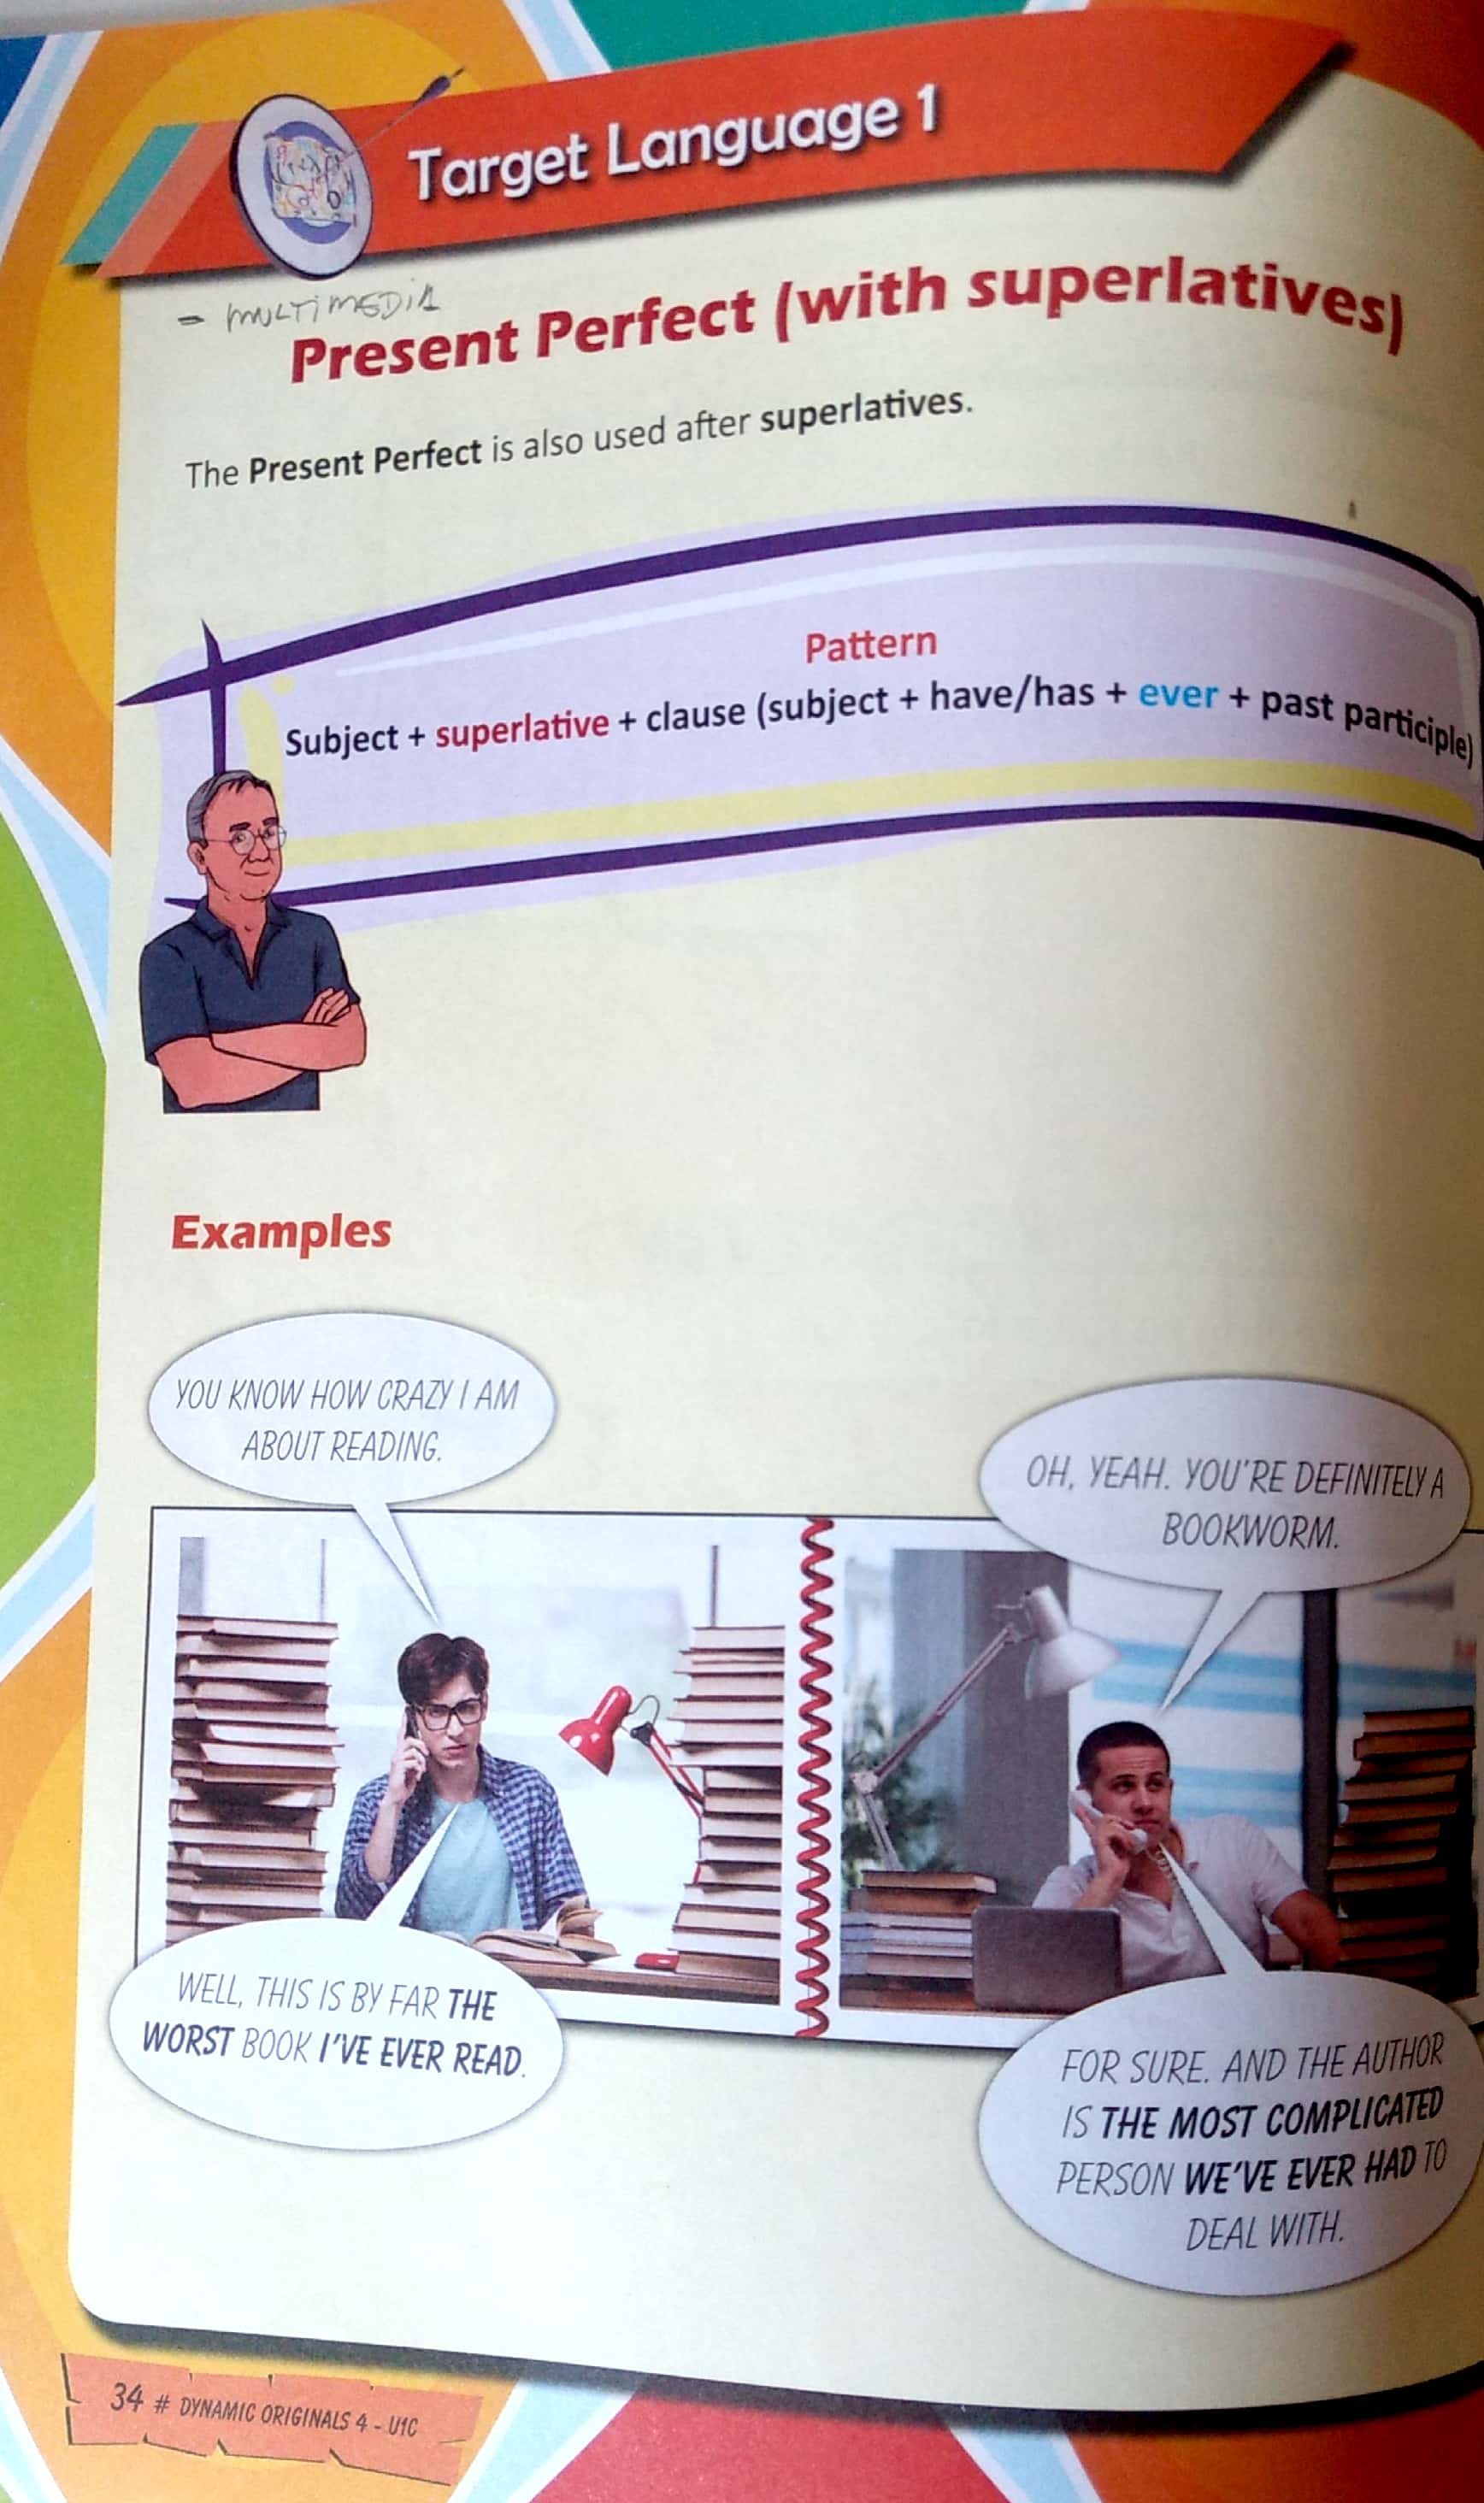 Target Language 1
- MULTIMEDIA
Present Perfect (with superlatives)
The Present Perfect is also used after superlatives.
Pattern
Subject + superlative + clause (subject + have/has + ever + past participle)
Examples
YOU KNOW HOW CRAZY I AM
ABOUT READING.
OH, YEAH. YOU'RE DEFINITELY A
BOOKWORM.
WELL, THIS IS BY FAR THE
WORST BOOK I'VE EVER READ.
FOR SURE. AND THE AUTHOR
IS THE MOST COMPLICATED
PERSON WE'VE EVER HAD TO
DEAL WITH.
34 # DYNAMIC ORIGINALS 4 - U1C